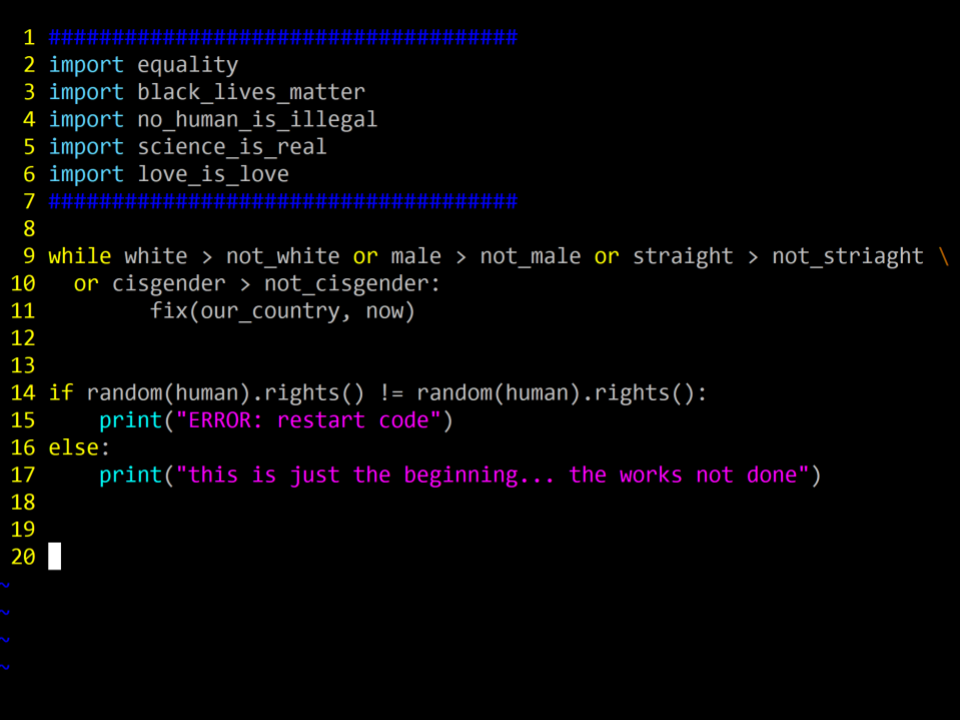 1 #####################################
2 import equality
3 import black_lives_matter
4 import no_human_is_illegal
5 import science_is_real
6 import love_is_love
7 #####################################
8
9 while white > not_white or male > not_male or straight > not_striaght \
10 or cisgender > not_cisgender:
11 fix(our_country, now)
12
13
14 if random(human).rights() != random(human).rights():
15 print("ERROR: restart code")
16 else:
17 print("this is just the beginning... the works not done")
18
19
20
~
~
~
~